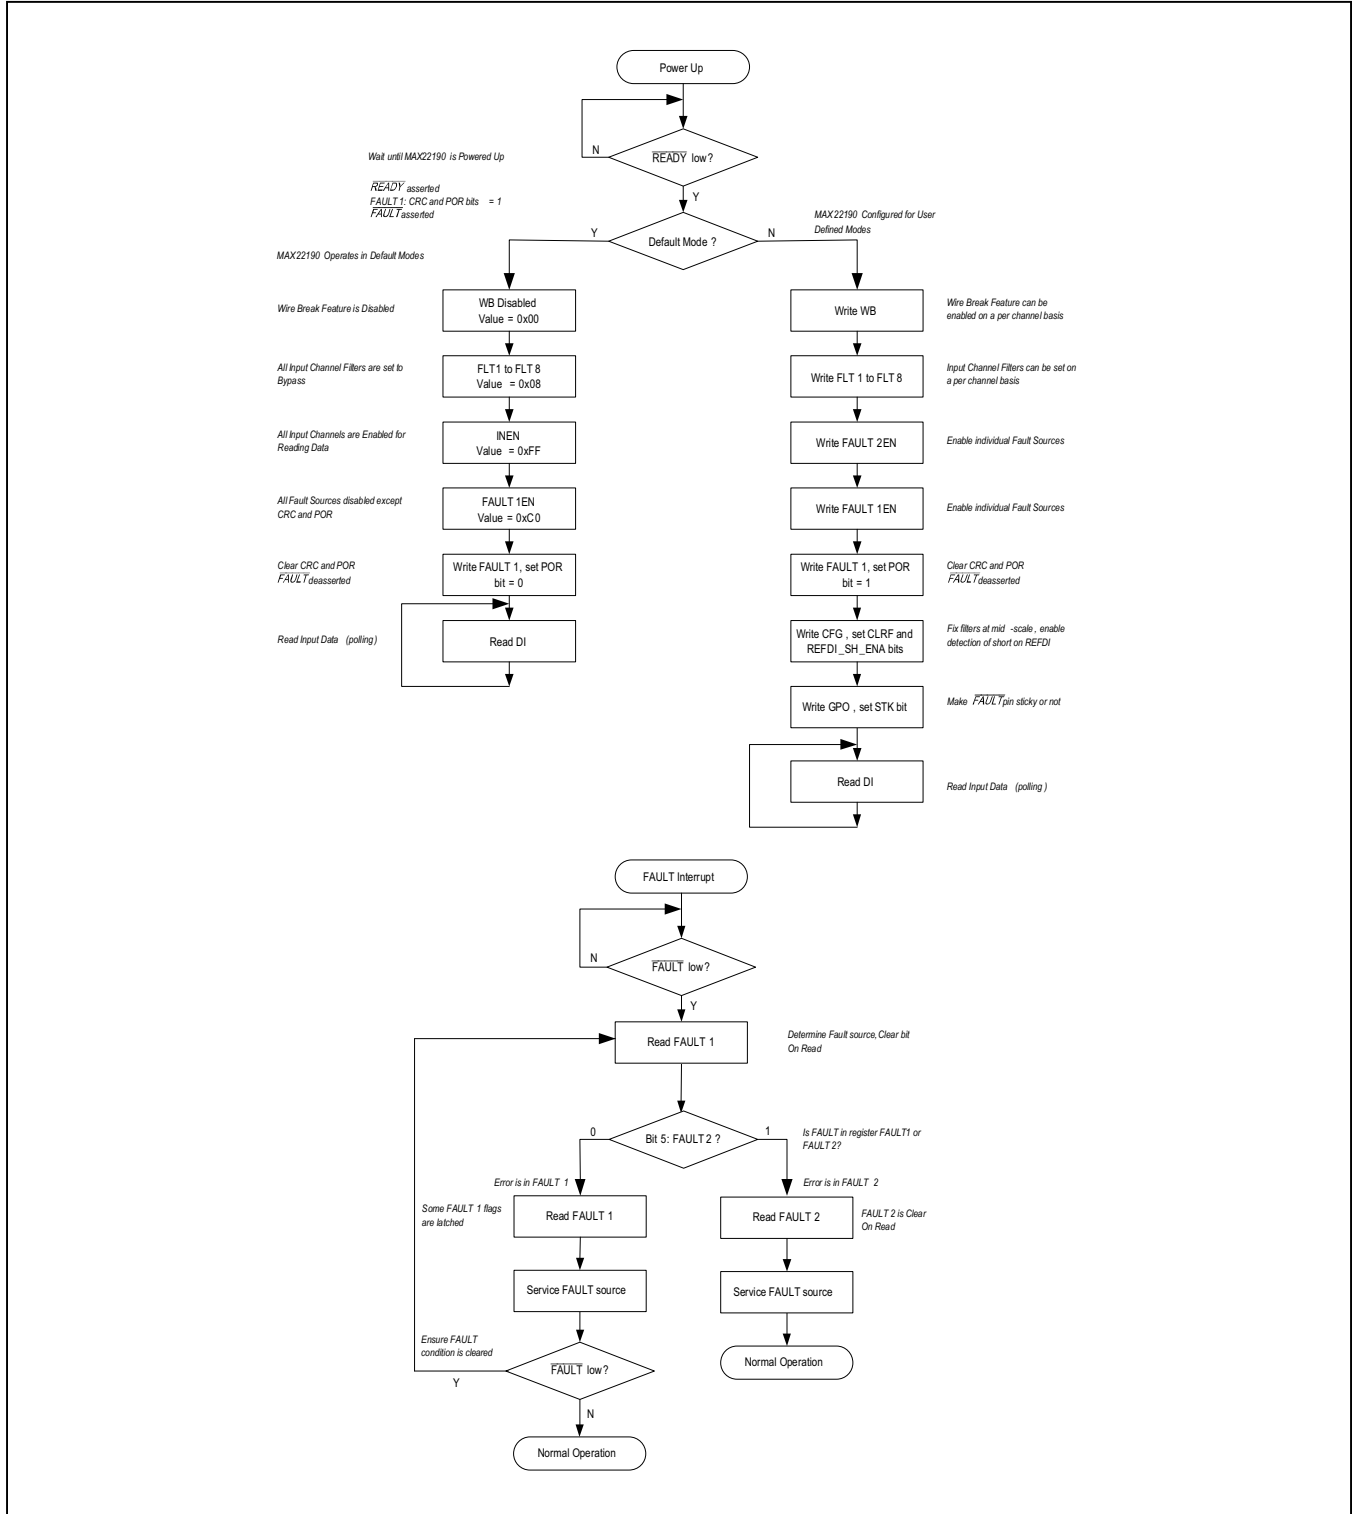 Power Up
N
READY low?
Wait until MAX22190 is Powered Up
READY asserted
FAULT 1: CRC and POR bits = 1
FAULT asserted
Y
MAX22190 Configured for User
Defined Modes
Y
Default Mode ?
N
MAX22190 Operates in Default Modes
Wire Break Feature is Disabled
WB Disabled
Value = 0x00
Write WB
Wire Break Feature can be
enabled on a per channel basis
All Input Channel Filters are set to
Bypass
FLT1 to FLT 8
Value = 0x08
Write FLT 1 to FLT 8
Input Channel Filters can be set on
a per channel basis
All Input Channels are Enabled for
Reading Data
INEN
Value = 0xFF
Write FAULT 2EN
Enable individual Fault Sources
All Fault Sources disabled except
CRC and POR
FAULT 1EN
Value = 0xC0
Write FAULT 1EN
Enable individual Fault Sources
Clear CRC and POR
FAULT deasserted
Write FAULT 1, set POR
bit = 0
Write FAULT 1, set POR
bit = 1
Clear CRC and POR
FAULT deasserted
Read Input Data (polling )
Read DI
Write CFG , set CLRF and
REFDI_SH_ENA bits
Fix filters at mid -scale , enable
detection of short on REFDI
Write GPO , set STK bit
Make FAULT pin sticky or not
Read DI
Read Input Data (polling )
FAULT Interrupt
N
FAULT low?
Y
Read FAULT 1
Determine Fault source, Clear bit
On Read
0
Bit 5: FAULT 2 ?
1
Is FAULT in register FAULT1 or
FAULT 2?
Error is in FAULT 1
Error is in FAULT 2
Some FAULT 1 flags
are latched
Read FAULT 1
Read FAULT 2
FAULT 2 is Clear
On Read
Service FAULT source
Service FAULT source
Ensure FAULT
condition is cleared
Y
FAULT low?
Normal Operation
N
Normal Operation